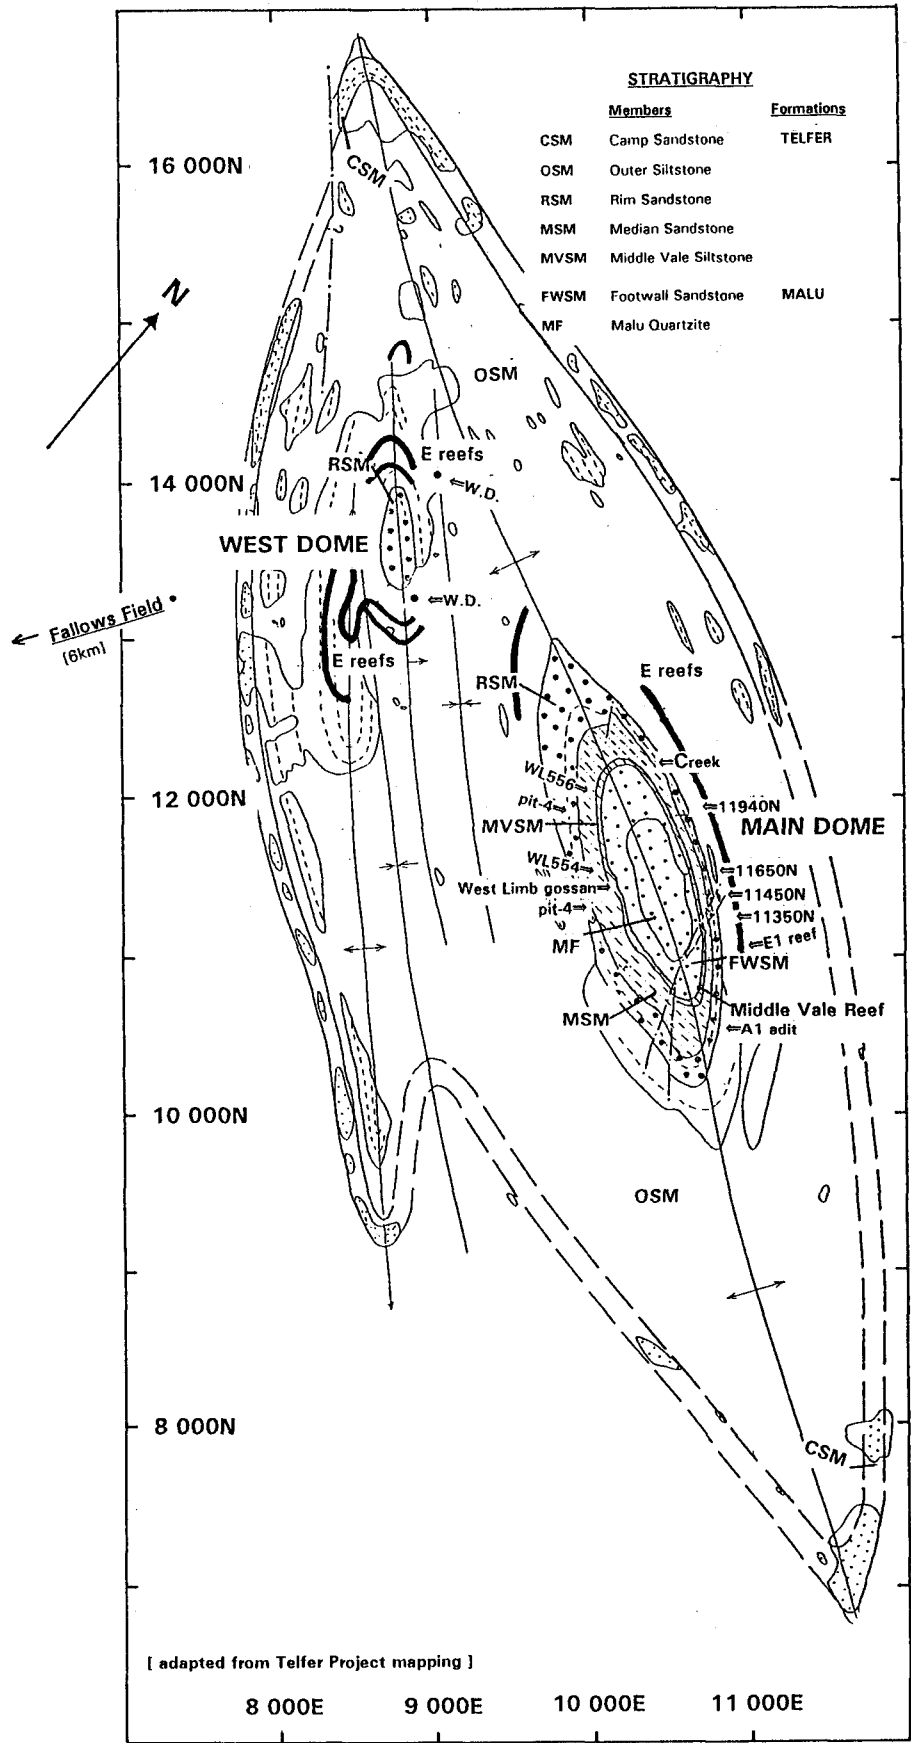 STRATIGRAPHY
Members Formations
CSM Camp Sandstone TELFER
OSM Outer Siltstone
RSM Rim Sandstone
MSM Median Sandstone
MVSM Middle Vale Siltstone
FWSM Footwall Sandstone MALU
MF Malu Quartzite
16 000N
CSM
N
OSM
E reefs
RSM
14 000N
⇐W.D.
WEST DOME
⇐W.D.
← Fallows Field
[6km]
E reefs
E reefs
RSM
⇐Creek
WL556⇒
12 000N
pit-4⇒
⇐11940N
MVSM
MAIN DOME
WL554⇒
⇐11650N
West Limb gossan⇒
⇐11450N
pit-4⇒
⇐11350N
MF
⇐E1 reef
FWSM
MSM
Middle Vale Reef
⇐A1 adit
10 000N
OSM
8 000N
CSM
[ adapted from Telfer Project mapping ]
8 000E 9 000E 10 000E 11 000E